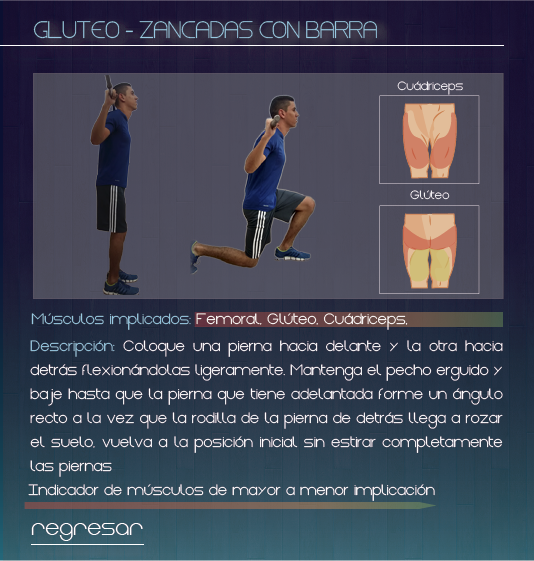 GLUTEO - ZANCADAS CON BARRA
Cuádriceps
Glúteo
Músculos implicados: Femoral, Glúteo, Cuádriceps,
Descripción: Coloque una pierna hacia delante y la otra hacia
detrás flexionándolas ligeramente. Mantenga el pecho erguido y
baje hasta que la pierna que tiene adelantada forme un ángulo
recto a la vez que la rodilla de la pierna de detrás llega a rozar
el suelo, vuelva a la posición inicial sin estirar completamente
las piernas
Indicador de músculos de mayor a menor implicación
regresar